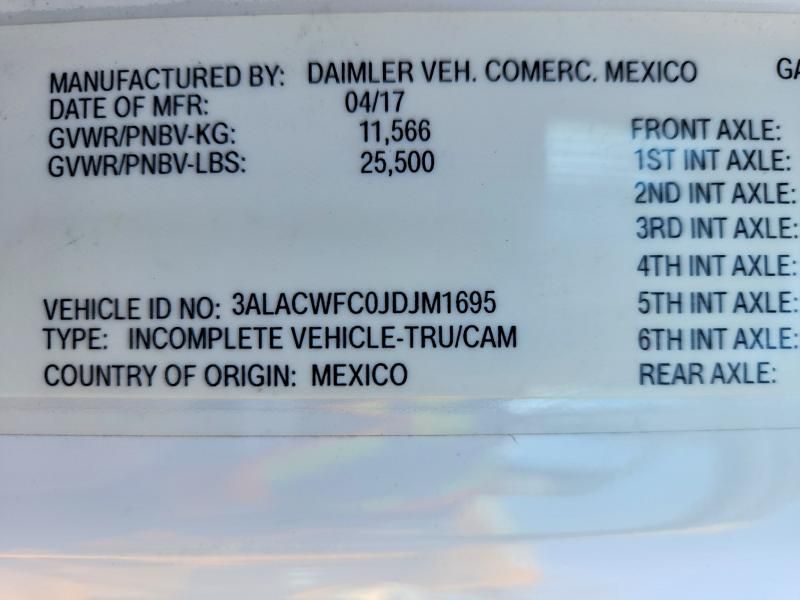 MANUFACTURED BY: DAIMLER VEH. COMERC. MEXICO GA
DATE OF MFR: 04/17
GVWR/PNBV-KG: 11,566 FRONT AXLE:
GVWR/PNBV-LBS: 25,500 1ST INT AXLE:
2ND INT AXLE:
3RD INT AXLE:
4TH INT AXLE:
VEHICLE ID NO: 3ALACWFC0JDJM1695 5TH INT AXLE:
TYPE: INCOMPLETE VEHICLE-TRU/CAM 6TH INT AXLE:
COUNTRY OF ORIGIN: MEXICO REAR AXLE: